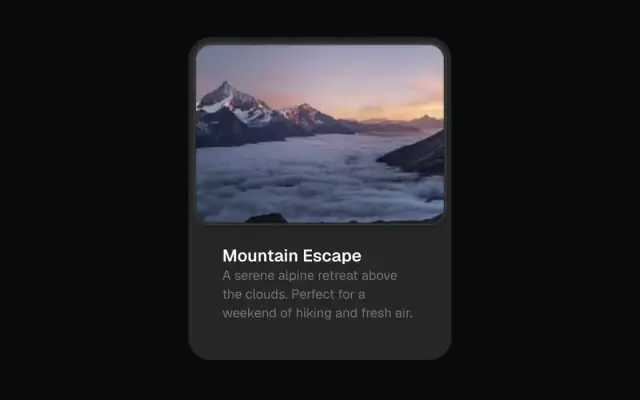 Mountain Escape
A serene alpine retreat above
the clouds. Perfect for a
weekend of hiking and fresh air.